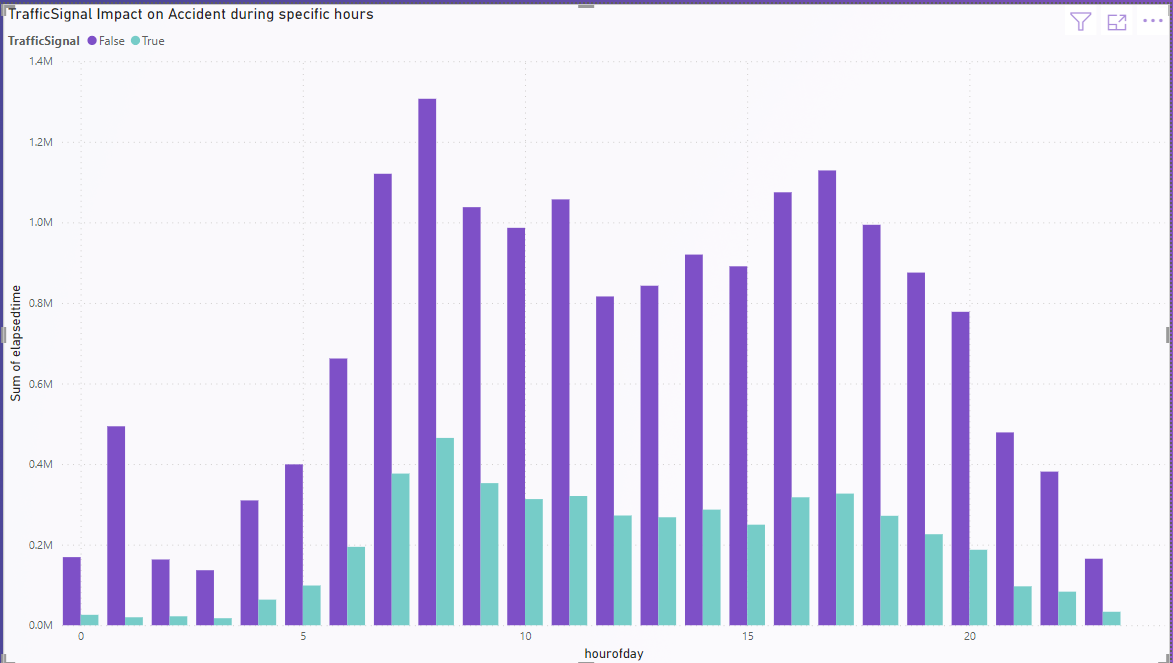 TrafficSignal Impact on Accident during specific hours
TrafficSignal False True
1.4M
1.2M
1.0M
0.8M
0.6M
0.4M
0.2M
0.0M
Sum of elapsedtime
0 5 10 15 20
hourofday